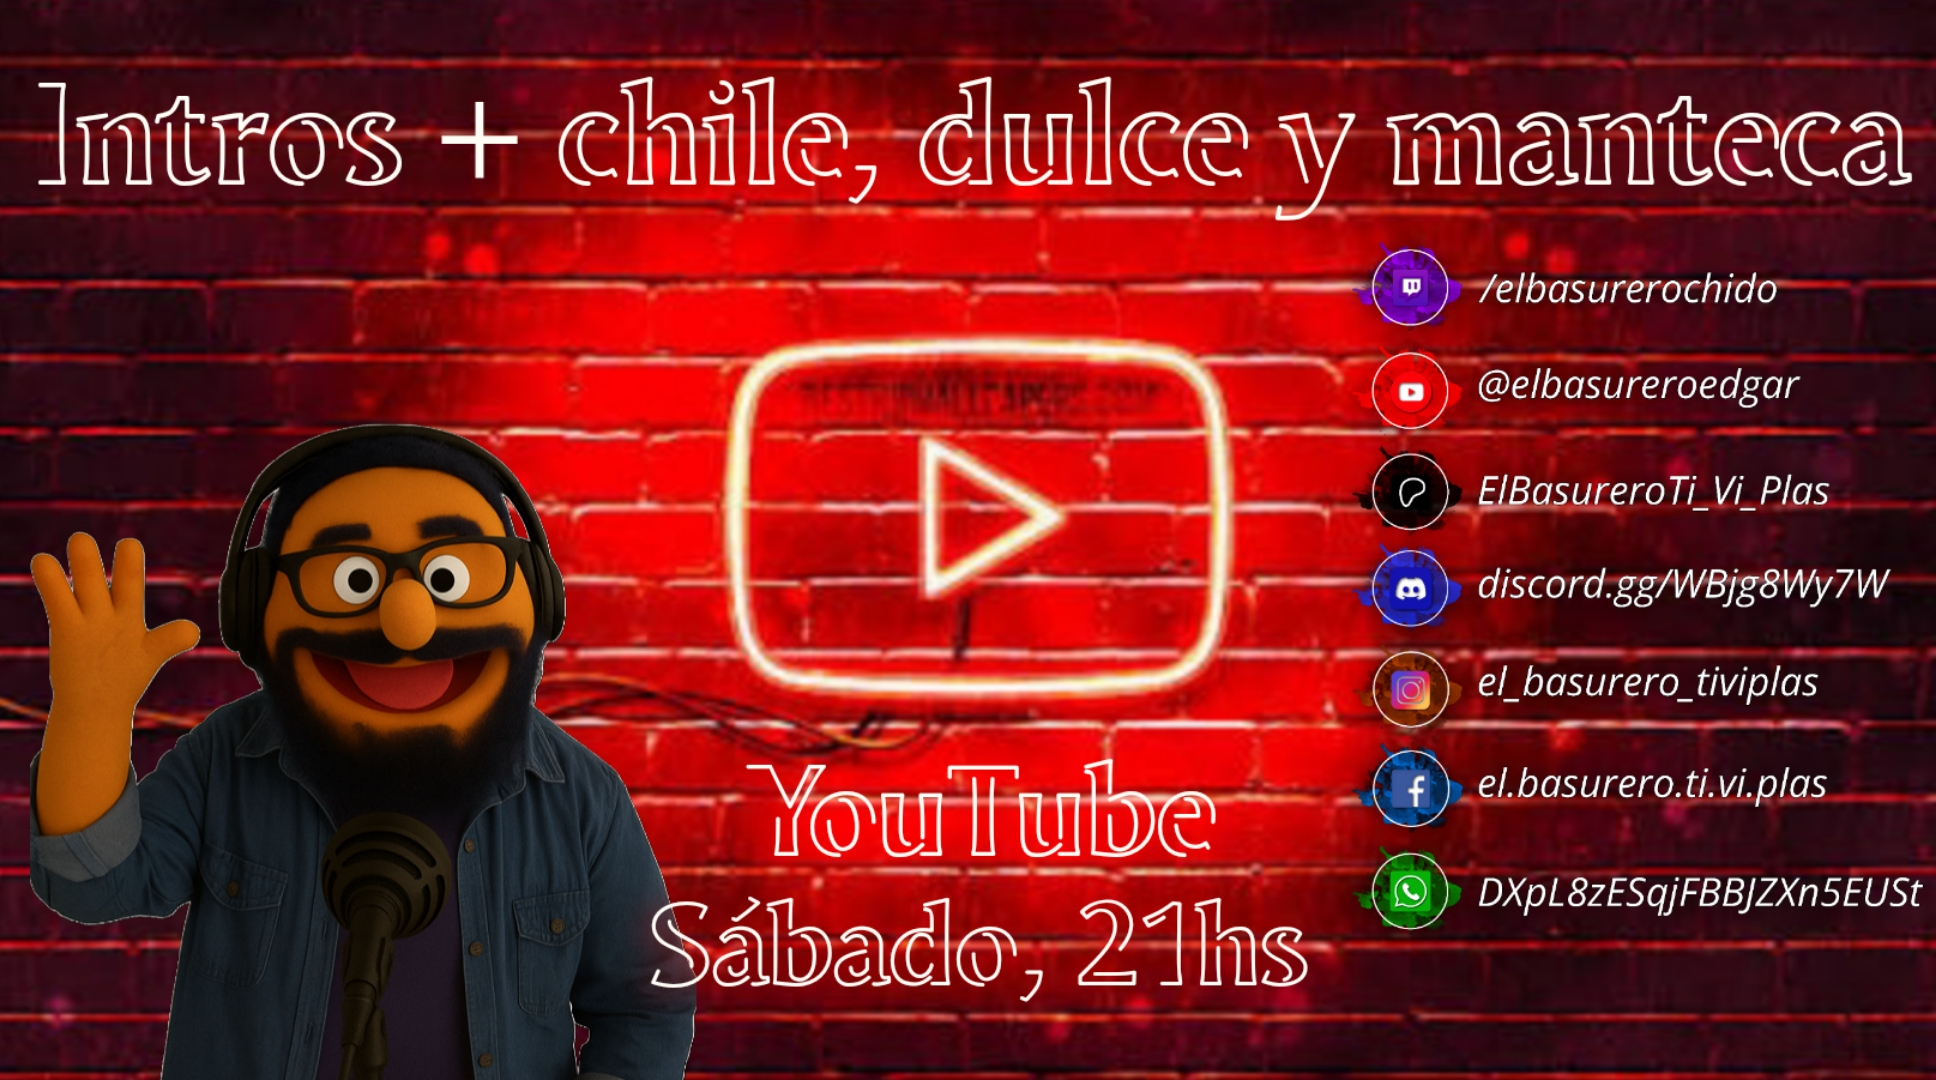 Intros + chile, dulce y manteca
/elbasurerochido
@elbasureroedgar
ElBasureroTi_Vi_Plas
discord.gg/WBjg8Wy7W
el_basurero_tiviplas
el.basurero.ti.vi.plas
DXpL8zESqjFBBJZXn5EUSt
YouTube
Sábado, 21hs